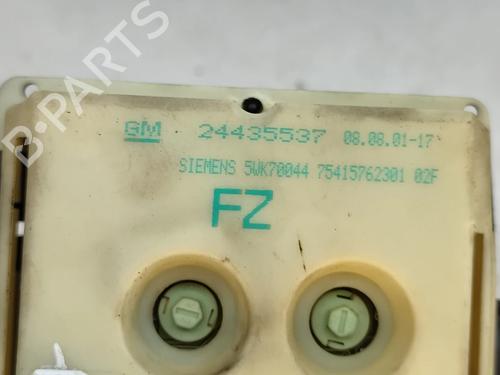 GM 24435537 08.08.01-17
SIEMENS 5WK70044 75415762301 02F
FZ
B-PARTS